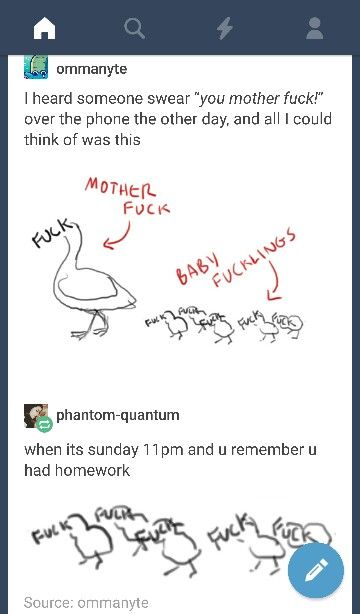 ommanyte
I heard someone swear "you mother fuck!"
over the phone the other day, and all I could
think of was this
MOTHER
FUCK
FUCK
BABY
FUCKLINGS
FUCK FUCK FUCK FUCK FUCK
phantom-quantum
when its sunday 11pm and u remember u
had homework
FUCK FUCK FUCK FUCK FUCK
Source: ommanyte